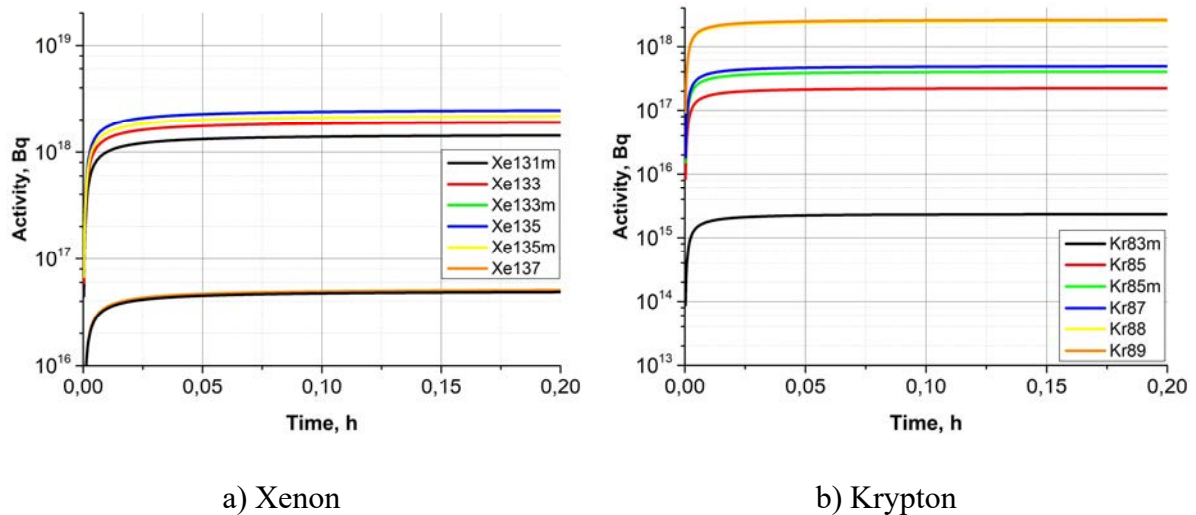 10^19
10^18
10^17
10^16
Activity, Bq
0,00 0,05 0,10 0,15 0,20
Time, h
Xe131m
Xe133
Xe133m
Xe135
Xe135m
Xe137
a) Xenon
10^18
10^17
10^16
10^15
10^14
10^13
Activity, Bq
0,00 0,05 0,10 0,15 0,20
Time, h
Kr83m
Kr85
Kr85m
Kr87
Kr88
Kr89
b) Krypton